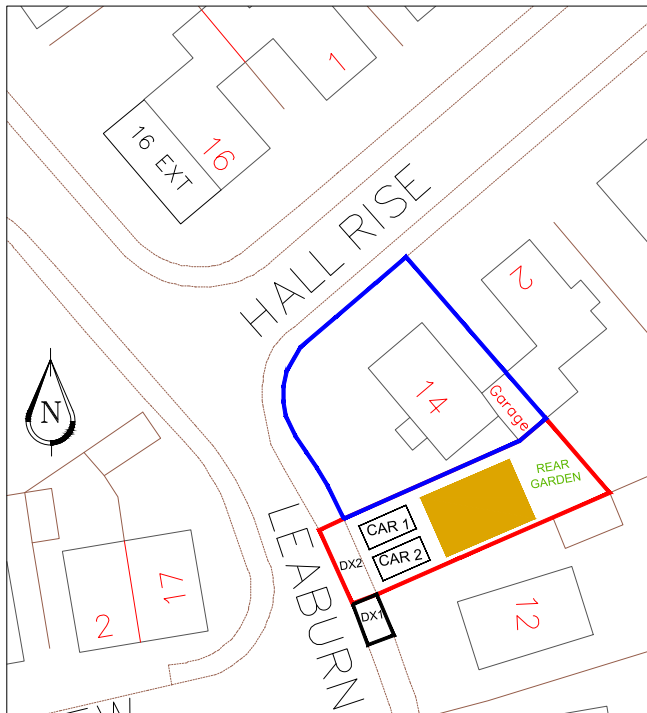 1
16
16 EXT
HALL RISE
2
N
14
Garage
REAR
GARDEN
CAR 1
CAR 2
DX2
LEABURN
DX1
17
2
12
EW